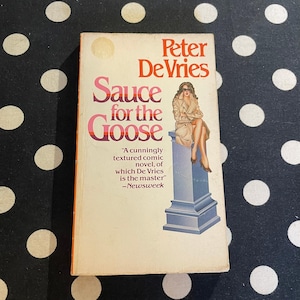 Peter
De Vries
Sauce
for the
Goose
"A cunningly
textured comic
novel, of
which De Vries
is the master"
–Newsweek